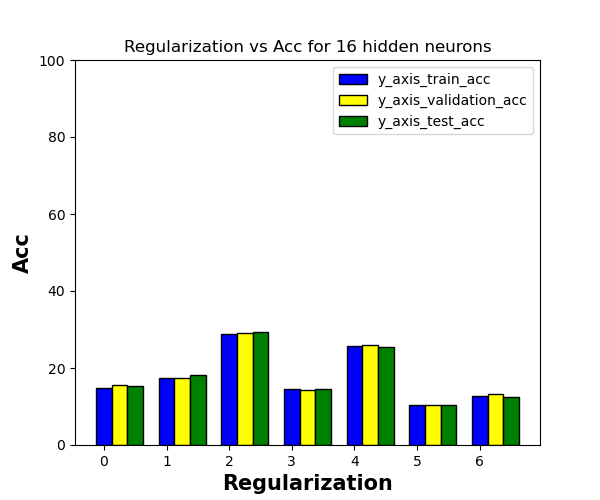 Regularization vs Acc for 16 hidden neurons
100
80
60
40
20
0
Acc
y_axis_train_acc
y_axis_validation_acc
y_axis_test_acc
0 1 2 3 4 5 6
Regularization